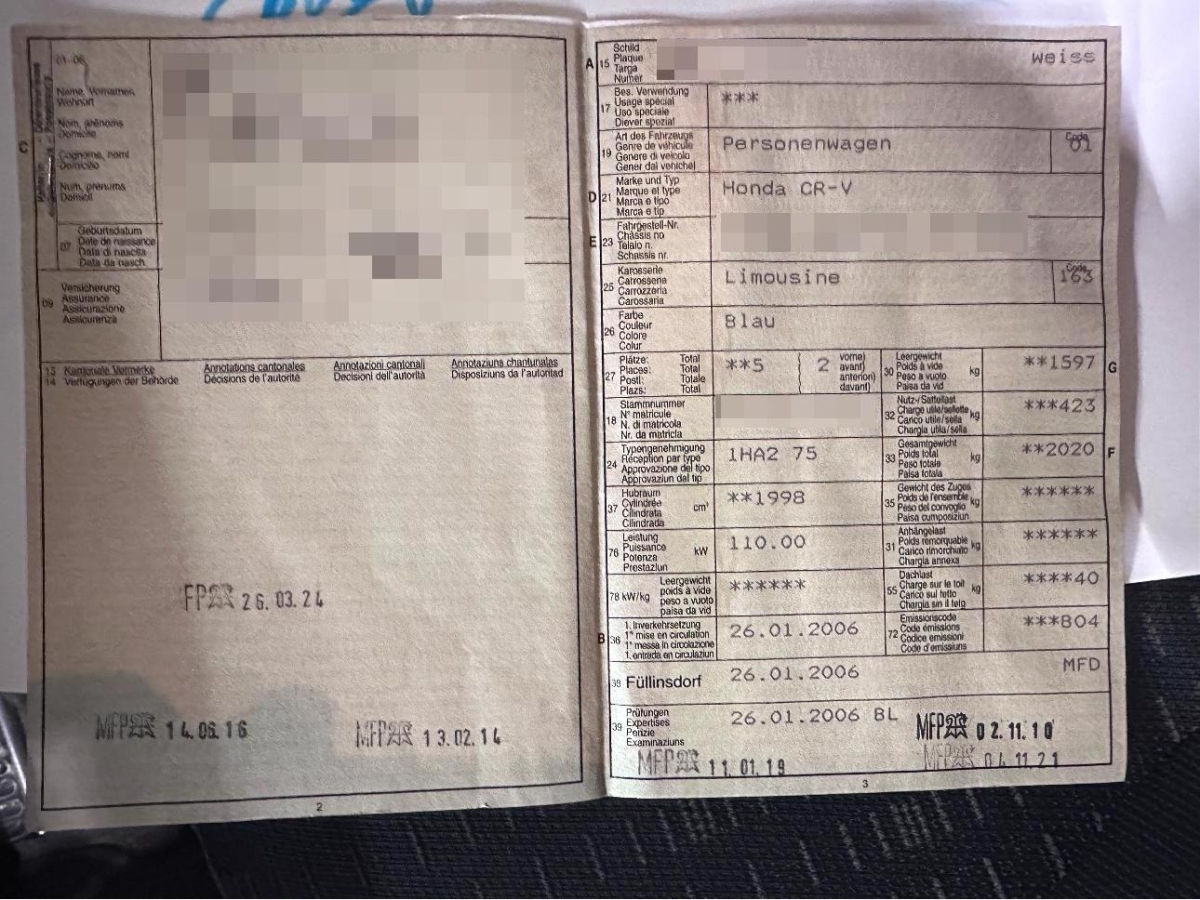 01-06
C
Name, Vornamen
Wohnort
Nom, prénoms
Domicile
Cognome, nomi
Domicilio
Num, prenums
Domicil
07
Geburtsdatum
Date de naissance
Data di nascita
Data da nasch.
09
Versicherung
Assurance
Assicurazione
Assicuranza
13 Kantonale Vermerke
14 Verfügungen der Behörde
Annotations cantonales
Décisions de l'autorité
Annotazioni cantonali
Decisioni dell'autorità
Annotaziuns chantunalas
Disposiziuns da l'autoritad
26.03.24
MFP 14.06.16
MFP 13.02.14
2
A 15
Schild
Plaque
Targa
Numer
weiss
17
Bes. Verwendung
Usage spécial
Uso speciale
Diever spezial
***
19
Art des Fahrzeugs
Genre de véhicule
Genere di veicolo
Gener dal vehichel
Personenwagen
Code
01
D 21
Marke und Typ
Marque et type
Marca e tipo
Marca e tip
Honda CR-V
E 23
Fahrgestell-Nr.
Châssis no
Telaio n.
Schassis nr.
25
Karosserie
Carrosserie
Carrozzeria
Carossaria
Limousine
Code
163
26
Farbe
Couleur
Colore
Colur
Blau
27
Plätze: Total
Places: Total
Posti: Totale
Plazs: Total
**5
2
vorne)
avant)
anteriori)
davant)
30
Leergewicht
Poids à vide
Peso a vuoto
Paisa da vid
kg
**1597
G
18
Stammnummer
N° matricule
N. di matricola
Nr. da matricla
32
Nutz-/Sattellast
Charge utile/sellette
Carico utile/sella
Chargia utila/sella
kg
***423
24
Typengenehmigung
Réception par type
Approvazione del tipo
Approvaziun dal tip
1HA2 75
33
Gesamtgewicht
Poids total
Peso totale
Paisa totala
kg
**2020
F
37
Hubraum
Cylindrée
Cilindrata
Cilindrada
cm³
**1998
35
Gewicht des Zuges
Poids de l'ensemble
Peso del convoglio
Paisa cumposiziun
kg
******
76
Leistung
Puissance
Potenza
Prestaziun
kW
110.00
31
Anhängelast
Poids remorquable
Carico rimorchiato
Chargia annexa
kg
******
78 kW/kg
Leergewicht
poids à vide
peso a vuoto
paisa da vid
******
55
Dachlast
Charge sur le toit
Carico sul tetto
Chargia sin il tetg
kg
****40
B 36
1. Inverkehrsetzung
1re mise en circulation
1a messa in circolazione
1. entrada en circulaziun
26.01.2006
72
Emissionscode
Code émissions
Codice emissioni
Code d'emissiuns
***B04
38 Füllinsdorf
26.01.2006
MFD
39
Prüfungen
Expertises
Perizie
Examinaziuns
26.01.2006 BL
MFP 02.11.10
MFP 11.01.19
MFP 04.11.21
3